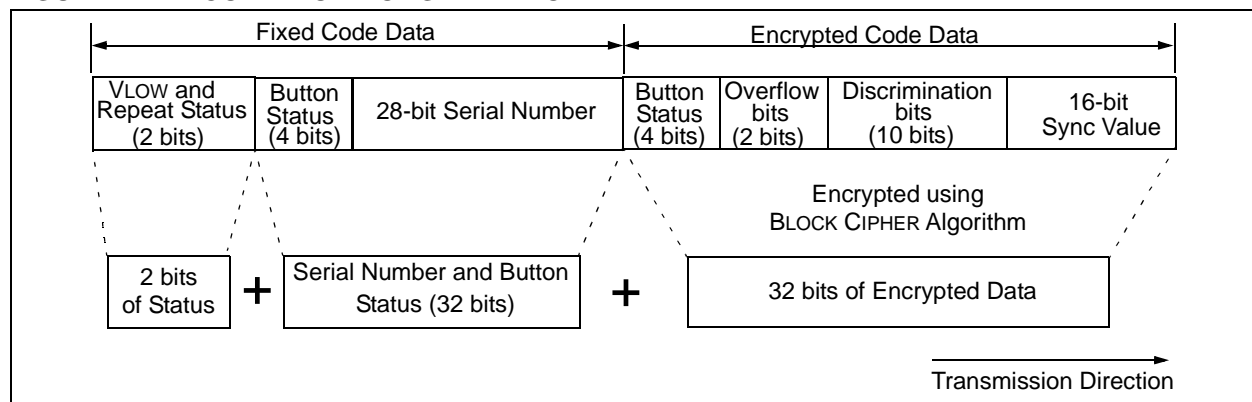 Fixed Code Data
Encrypted Code Data
VLOW and
Repeat Status
(2 bits)
Button
Status
(4 bits)
28-bit Serial Number
Button
Status
(4 bits)
Overflow
bits
(2 bits)
Discrimination
bits
(10 bits)
16-bit
Sync Value
Encrypted using
BLOCK CIPHER Algorithm
2 bits
of Status
+
Serial Number and Button
Status (32 bits)
+
32 bits of Encrypted Data
Transmission Direction